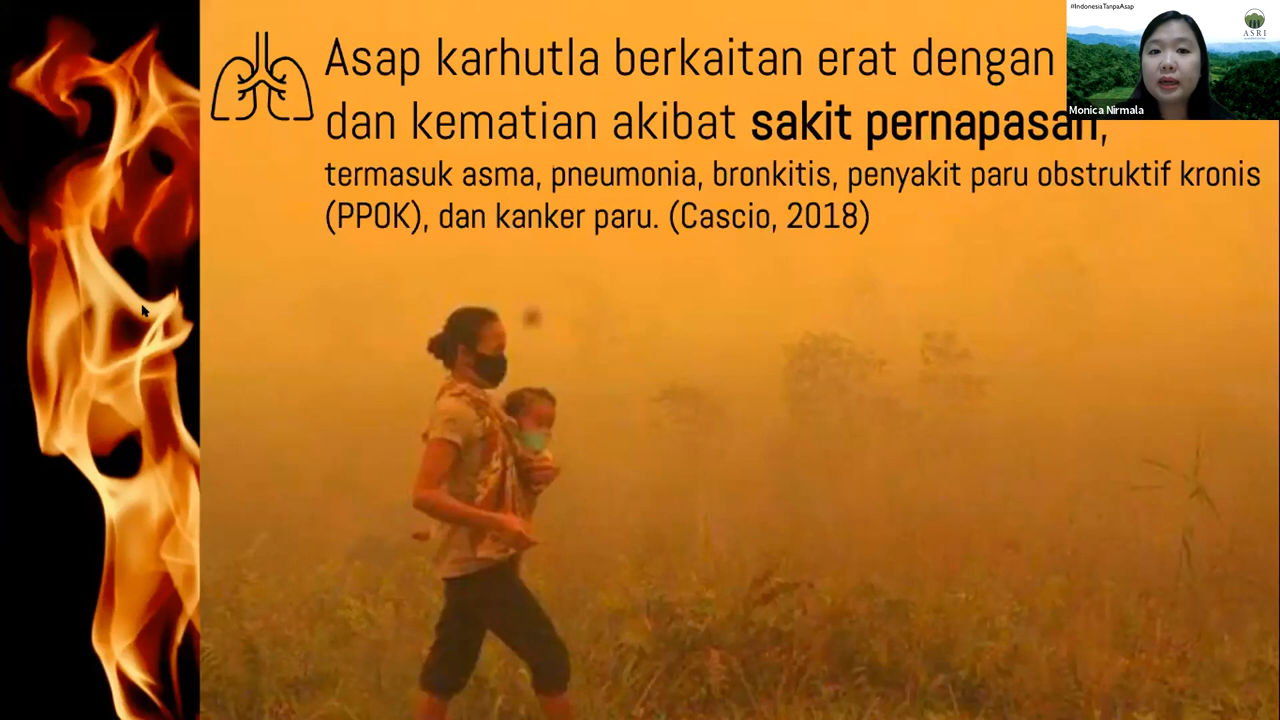 Asap karhutla berkaitan erat dengan
dan kematian akibat sakit pernapasan,
termasuk asma, pneumonia, bronkitis, penyakit paru obstruktif kronis
(PPOK), dan kanker paru. (Cascio, 2018)
#IndonesiaTanpaAsap
ASRI
Monica Nirmala